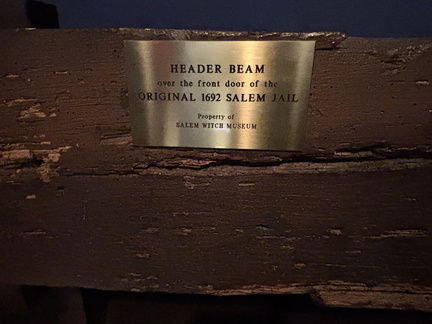 HEADER BEAM
over the front door of the
ORIGINAL 1692 SALEM JAIL
Property of
SALEM WITCH MUSEUM